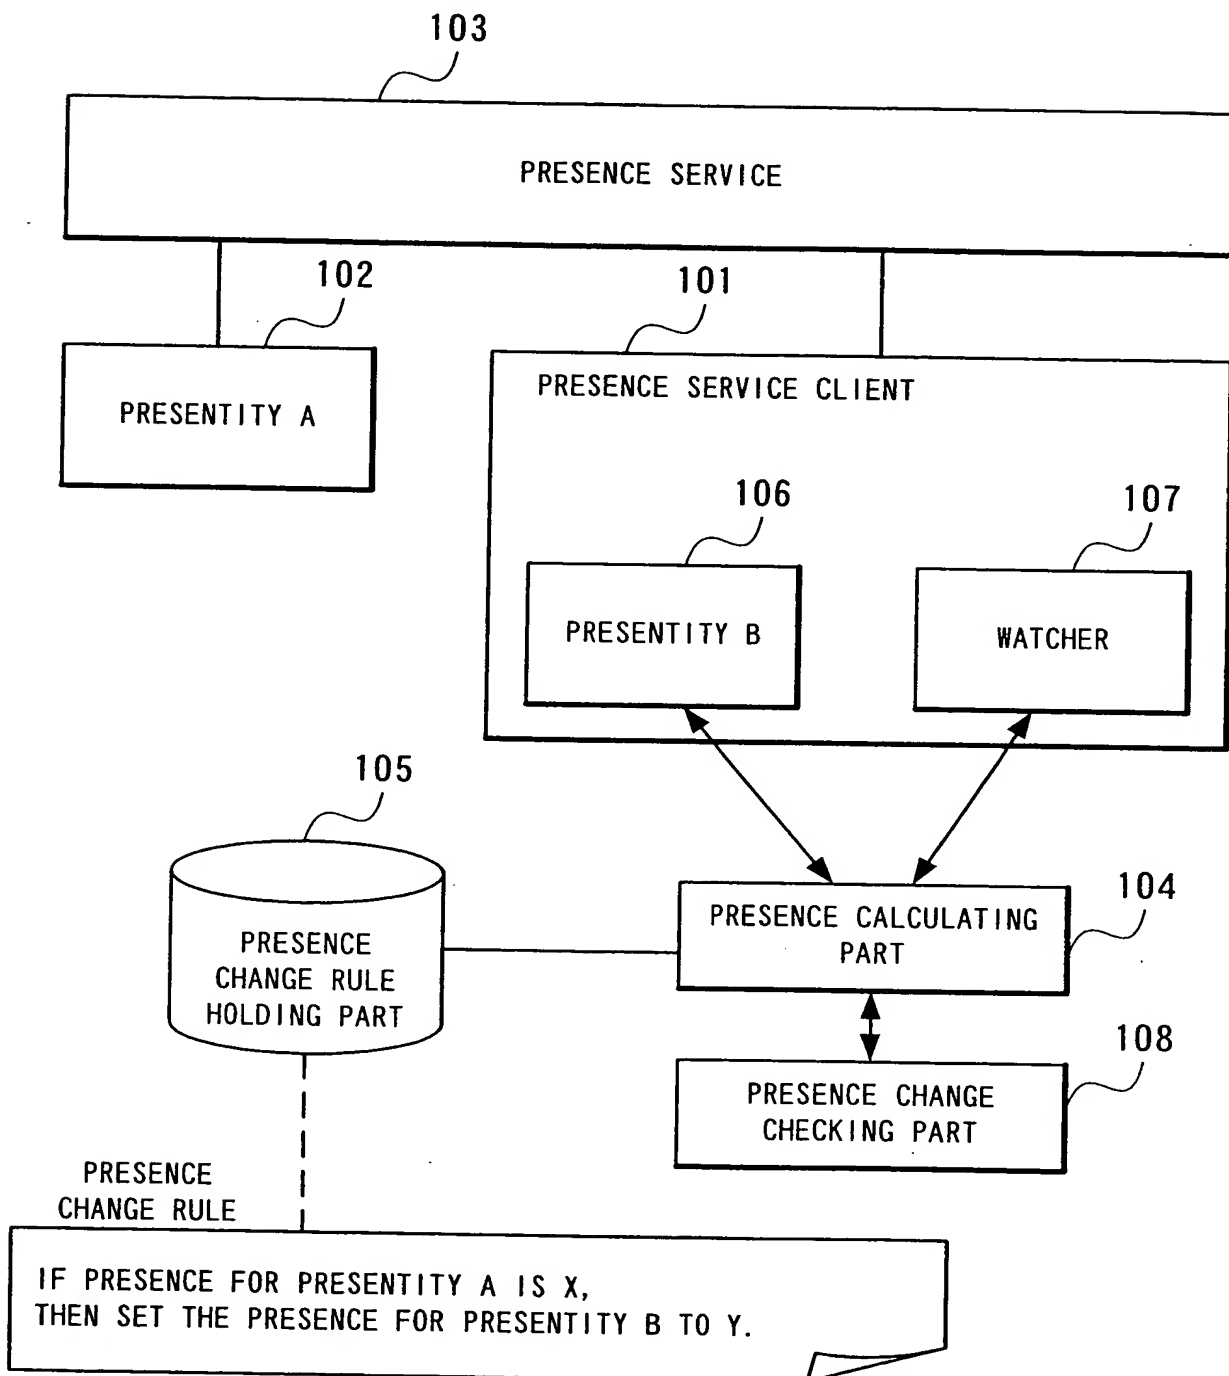 103
PRESENCE SERVICE
102
101
PRESENTITY A
PRESENCE SERVICE CLIENT
106
107
PRESENTITY B
WATCHER
105
104
PRESENCE CALCULATING
PART
PRESENCE
CHANGE RULE
HOLDING PART
108
PRESENCE CHANGE
CHECKING PART
PRESENCE
CHANGE RULE
IF PRESENCE FOR PRESENTITY A IS X,
THEN SET THE PRESENCE FOR PRESENTITY B TO Y.